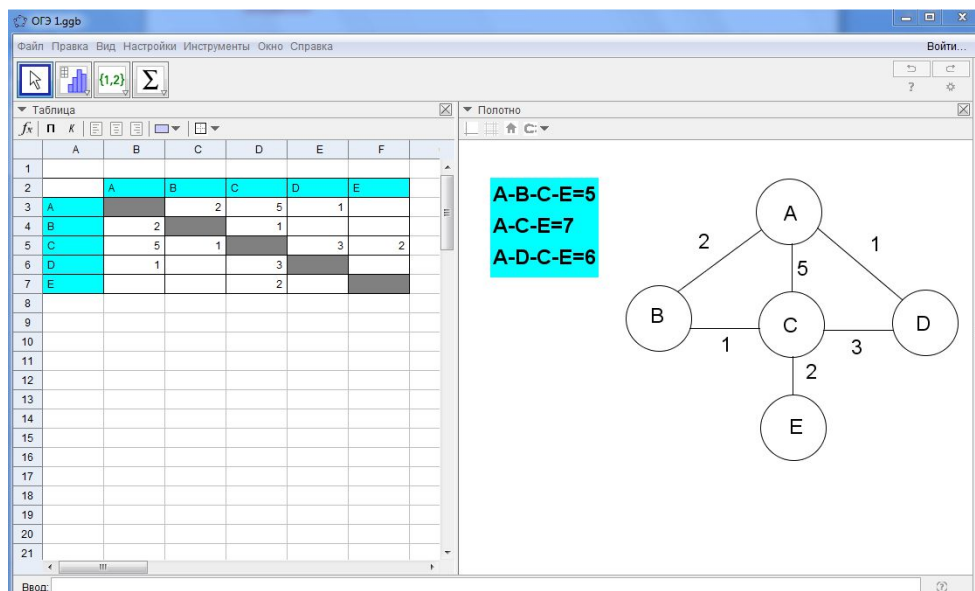 ОГЭ 1.ggb
Файл Правка Вид Настройки Инструменты Окно Справка Войти...
{1,2} Σ
?
Таблица
fx П К
A B C D E F
1
2 A B C D E
3 A 2 5 1
4 B 2 1
5 C 5 1 3 2
6 D 1 3
7 E 2
8
9
10
11
12
13
14
15
16
17
18
19
20
21
Полотно
A-B-C-E=5
A-C-E=7
A-D-C-E=6
A
2 1
5
B C D
1 3
2
E
Ввод: